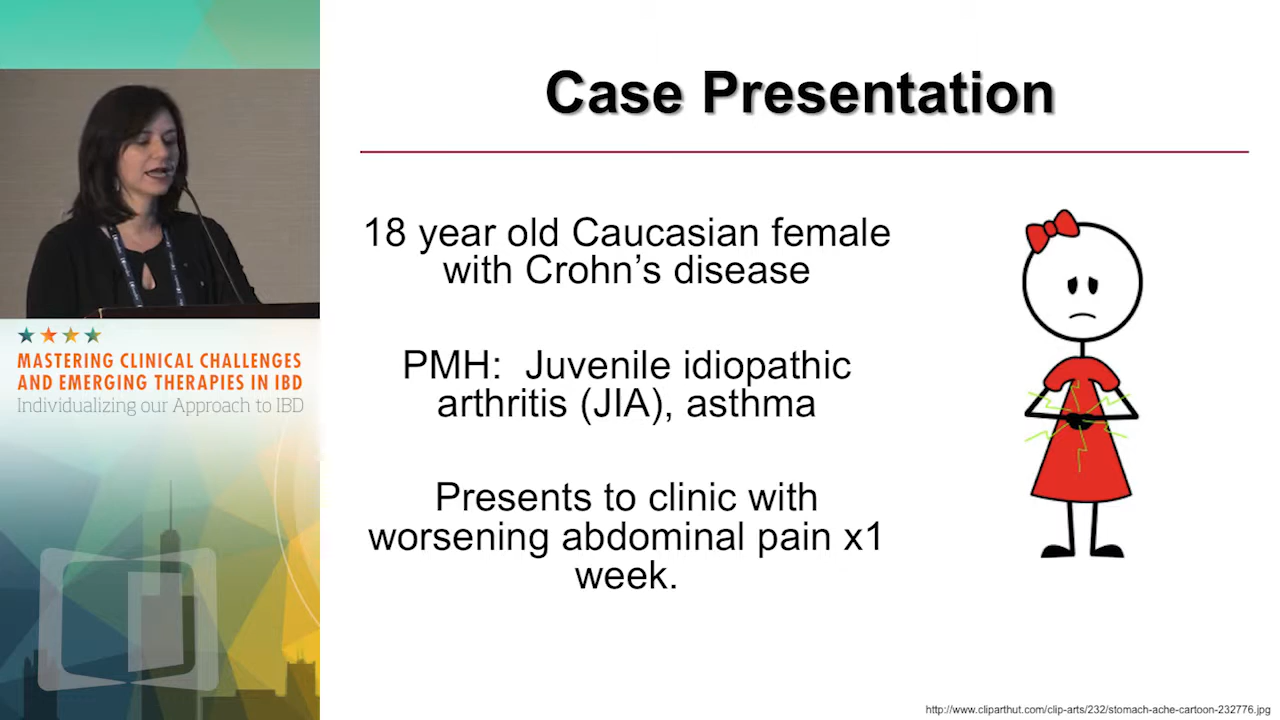 Case Presentation
18 year old Caucasian female
with Crohn’s disease
PMH:  Juvenile idiopathic
arthritis (JIA), asthma
Presents to clinic with
worsening abdominal pain x1
week.
MASTERING CLINICAL CHALLENGES
AND EMERGING THERAPIES IN IBD
Individualizing our Approach to IBD
http://www.cliparthut.com/clip-arts/232/stomach-ache-cartoon-232776.jpg